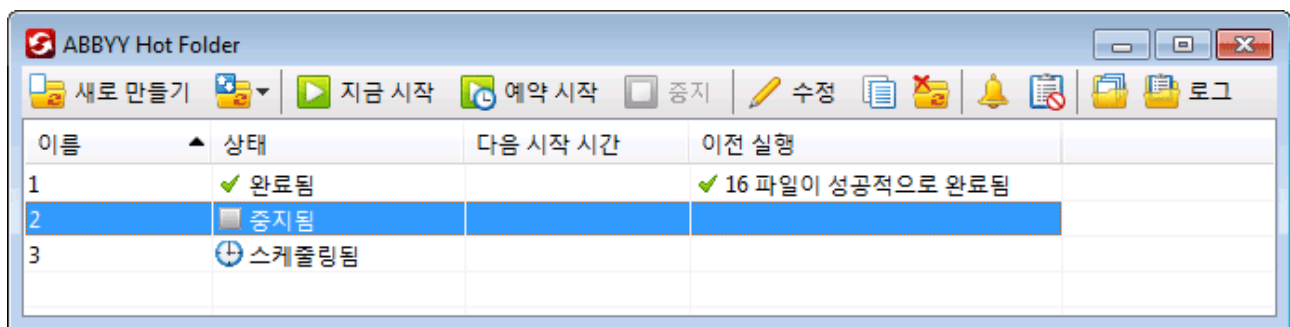 ABBYY Hot Folder
새로 만들기 지금 시작 예약 시작 중지 수정 로그
이름 상태 다음 시작 시간 이전 실행
1 완료됨 16 파일이 성공적으로 완료됨
2 중지됨
3 스케줄링됨